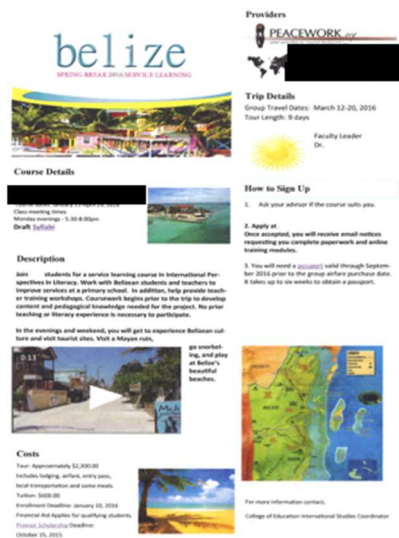 belize
SPRING BREAK 2016 SERVICE LEARNING
Providers
PEACEWORK.org
Trip Details
Group Travel Dates: March 12-20, 2016
Tour Length: 9 days
Faculty Leader
Dr.
Course Details
Class meeting times
Monday evenings - 5:30-8:00pm
Draft Syllabi
Description
Join students for a service learning course in International Per-
spectives in Literacy. Work with Belizean students and teachers to
improve services at a primary school. In addition, help provide teach-
er training workshops. Coursework begins prior to the trip to develop
content and pedagogical knowledge needed for the project. No prior
teaching or literacy experience is necessary to participate.
In the evenings and weekend, you will get to experience Belizean cul-
ture and visit tourist sites. Visit a Mayan ruin,
go snorkel-
ing, and play
at Belize's
beautiful
beaches.
0:13
Costs
Tour: Approximately $2,300.00
Includes lodging, airfare, entry pass,
local transportation and some meals.
Tuition: $600.00
Enrollment Deadline: January 10, 2016
Financial Aid Applies for qualifying students.
Provost Scholarship Deadline:
October 15, 2015
How to Sign Up
1. Ask your advisor if the course suits you.
2. Apply at
Once accepted, you will receive email notices
requesting you complete paperwork and online
training modules.
3. You will need a passport valid through Septem-
ber 2016 prior to the group airfare purchase date.
It takes up to six weeks to obtain a passport.
For more information contact,
College of Education International Studies Coordinator